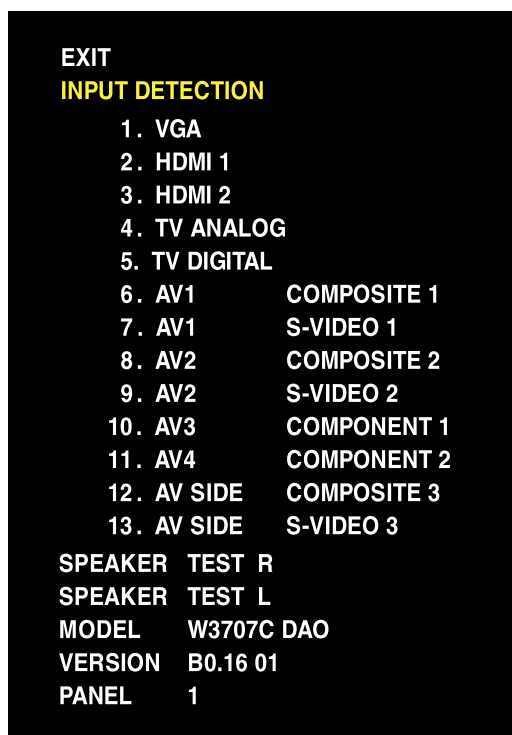 EXIT
INPUT DETECTION
1. VGA
2. HDMI 1
3. HDMI 2
4. TV ANALOG
5. TV DIGITAL
6. AV1 COMPOSITE 1
7. AV1 S-VIDEO 1
8. AV2 COMPOSITE 2
9. AV2 S-VIDEO 2
10. AV3 COMPONENT 1
11. AV4 COMPONENT 2
12. AV SIDE COMPOSITE 3
13. AV SIDE S-VIDEO 3
SPEAKER TEST R
SPEAKER TEST L
MODEL W3707C DAO
VERSION B0.16 01
PANEL 1